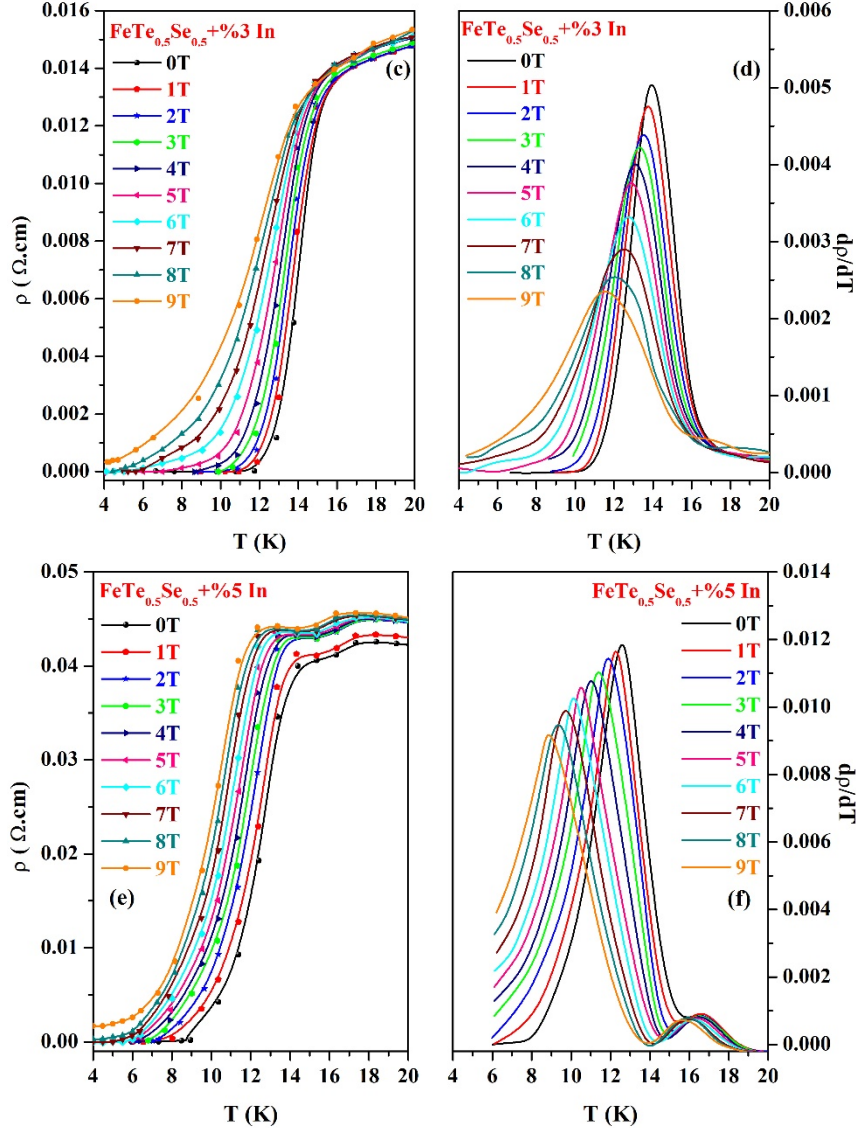 FeTe0.5Se0.5+%3 In
(c)
0T
1T
2T
3T
4T
5T
6T
7T
8T
9T
ρ (Ω.cm)
0.016
0.014
0.012
0.010
0.008
0.006
0.004
0.002
0.000
4 6 8 10 12 14 16 18 20
T (K)
FeTe0.5Se0.5+%3 In
(d)
0T
1T
2T
3T
4T
5T
6T
7T
8T
9T
0.006
0.005
0.004
0.003
0.002
0.001
0.000
dρ/dT
4 6 8 10 12 14 16 18 20
T (K)
FeTe0.5Se0.5+%5 In
0T
1T
2T
3T
4T
5T
6T
7T
8T
9T
(e)
ρ (Ω.cm)
0.05
0.04
0.03
0.02
0.01
0.00
4 6 8 10 12 14 16 18 20
T (K)
FeTe0.5Se0.5+%5 In
0T
1T
2T
3T
4T
5T
6T
7T
8T
9T
(f)
0.014
0.012
0.010
0.008
0.006
0.004
0.002
0.000
dρ/dT
4 6 8 10 12 14 16 18 20
T (K)